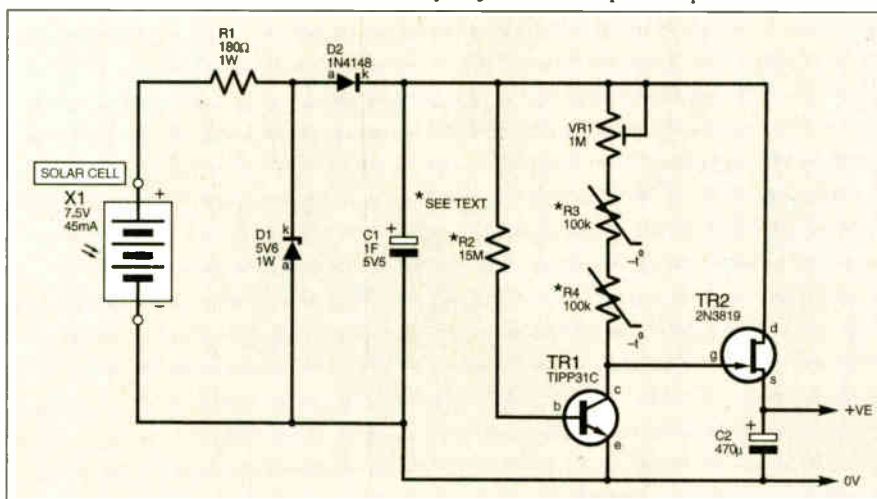 R1
180Ω
1W
D2
1N4148
a
k
VR1
1M
SOLAR CELL
X1
7.5V
45mA
+
–
D1
5V6
1W
k
a
+
C1
1F
5V5
*SEE TEXT
*R2
15M
*R3
100k
-t°
*R4
100k
-t°
TR1
TIPP31C
b
c
e
TR2
2N3819
g
d
s
+VE
+
C2
470µ
0V